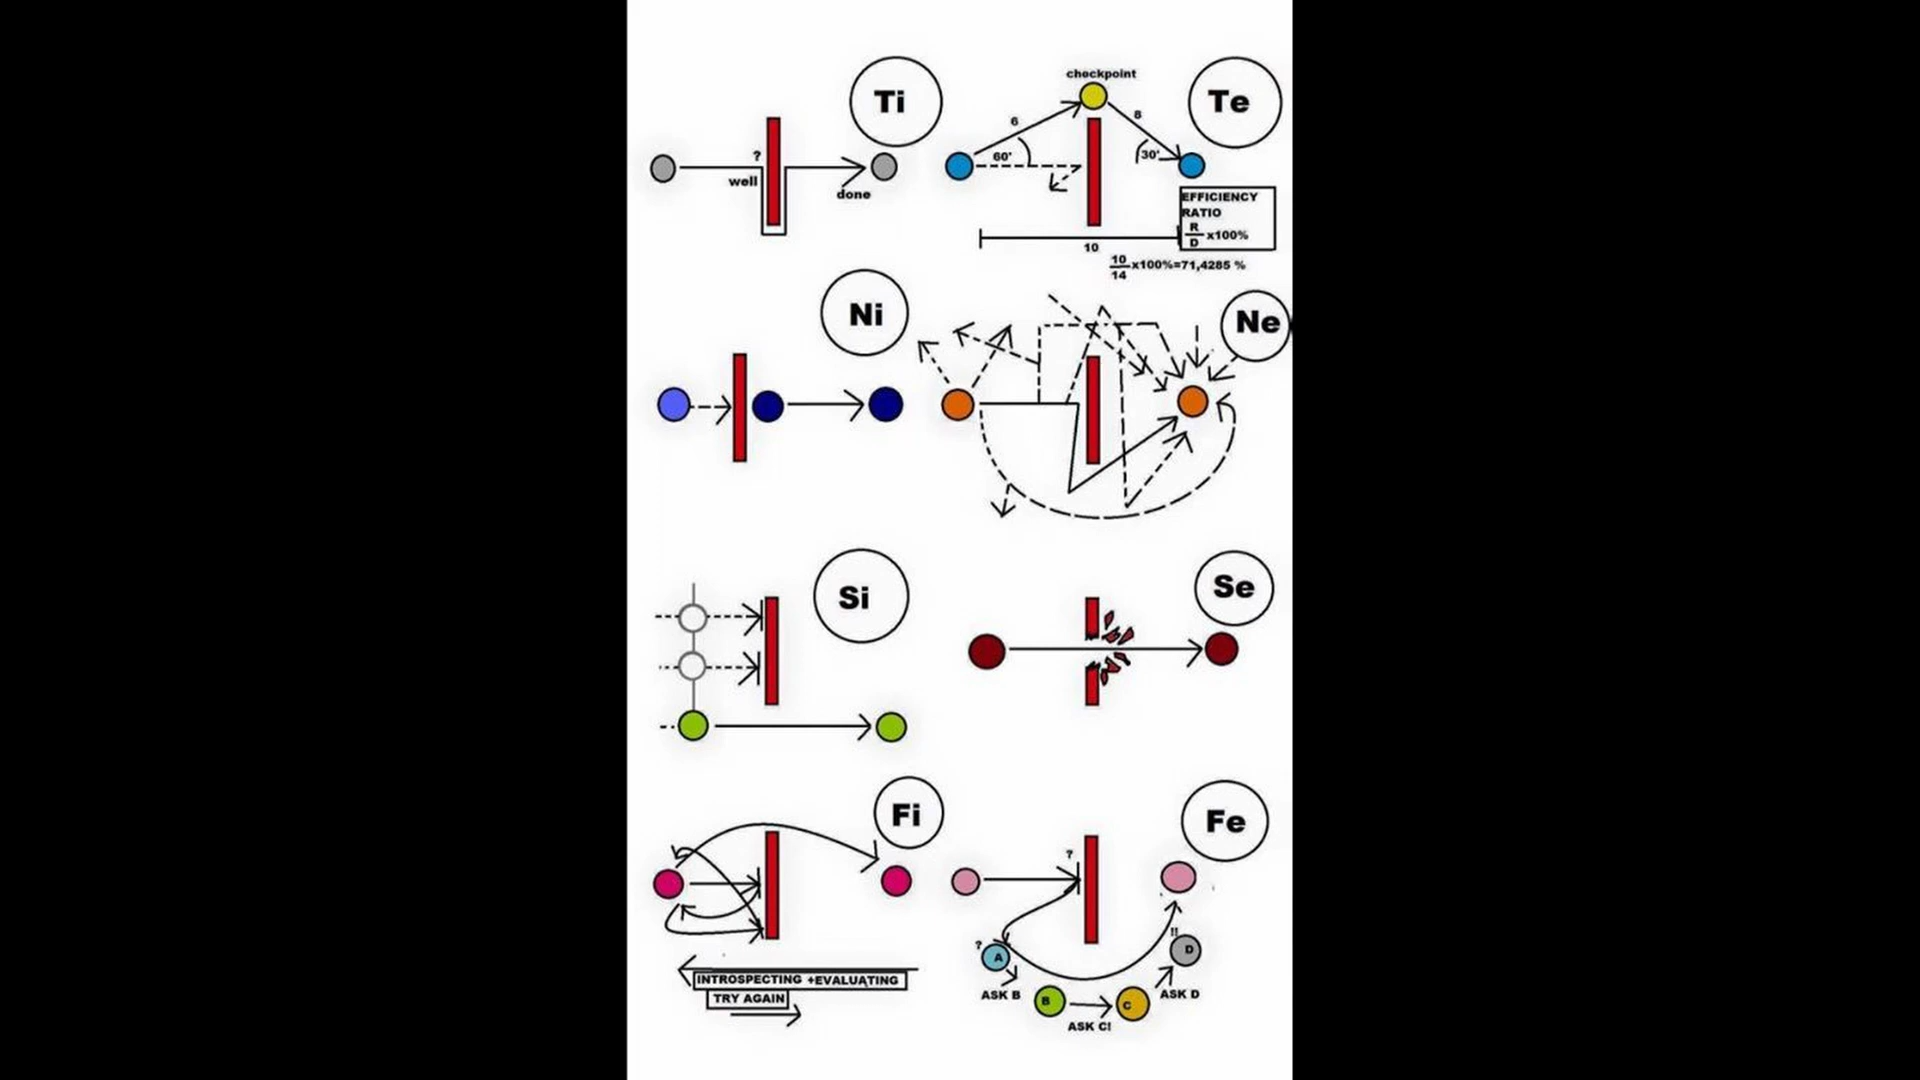 Ti
?
well
done
checkpoint
Te
6
8
60'
30'
EFFICIENCY
RATIO
R
D
x100%
10
10
14
x100%=71,4285 %
Ni
Ne
Si
Se
Fi
INTROSPECTING +EVALUATING
TRY AGAIN
Fe
?
?
A
ASK B
B
ASK C!
C
ASK D
D
!!